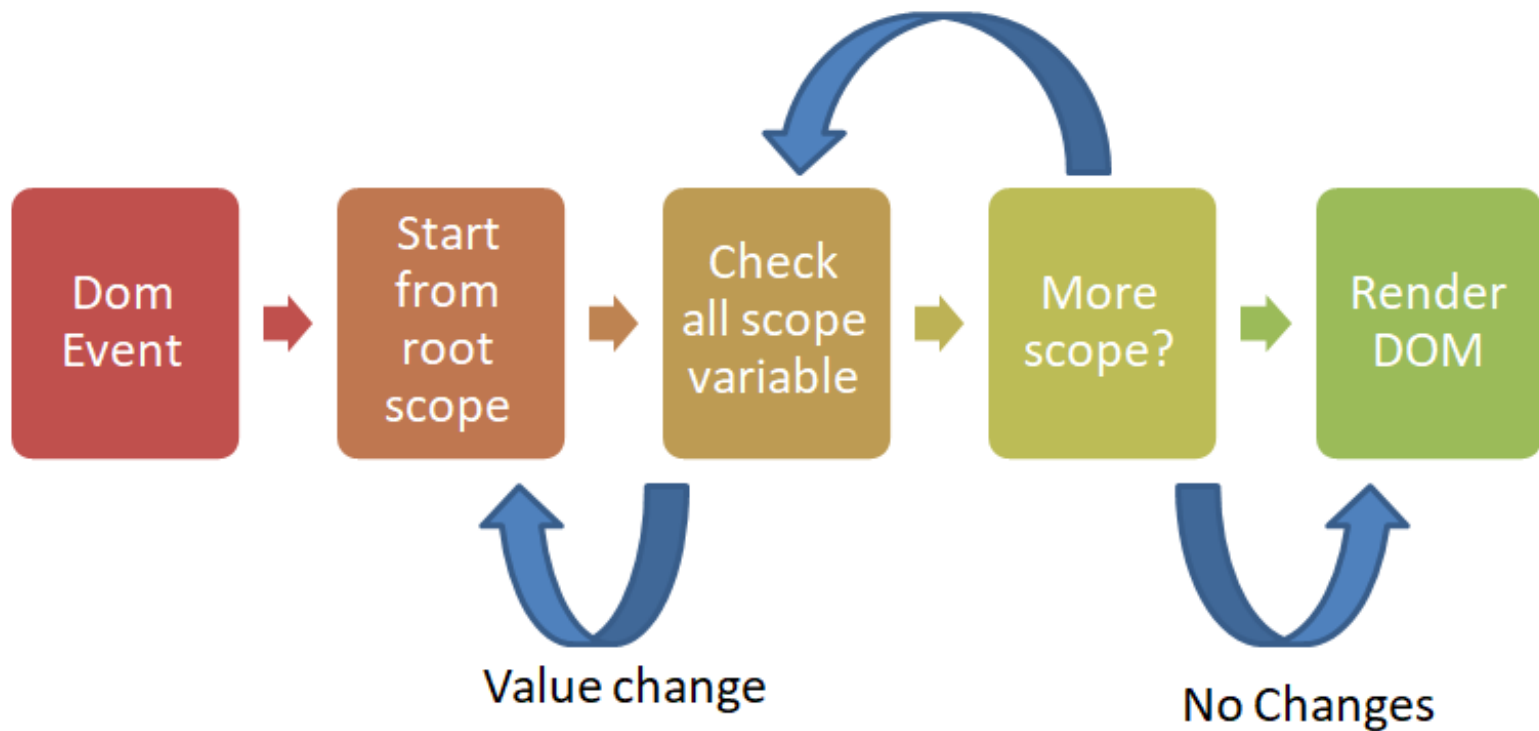 Dom
Event
Start
from
root
scope
Check
all scope
variable
More
scope?
Render
DOM
Value change
No Changes